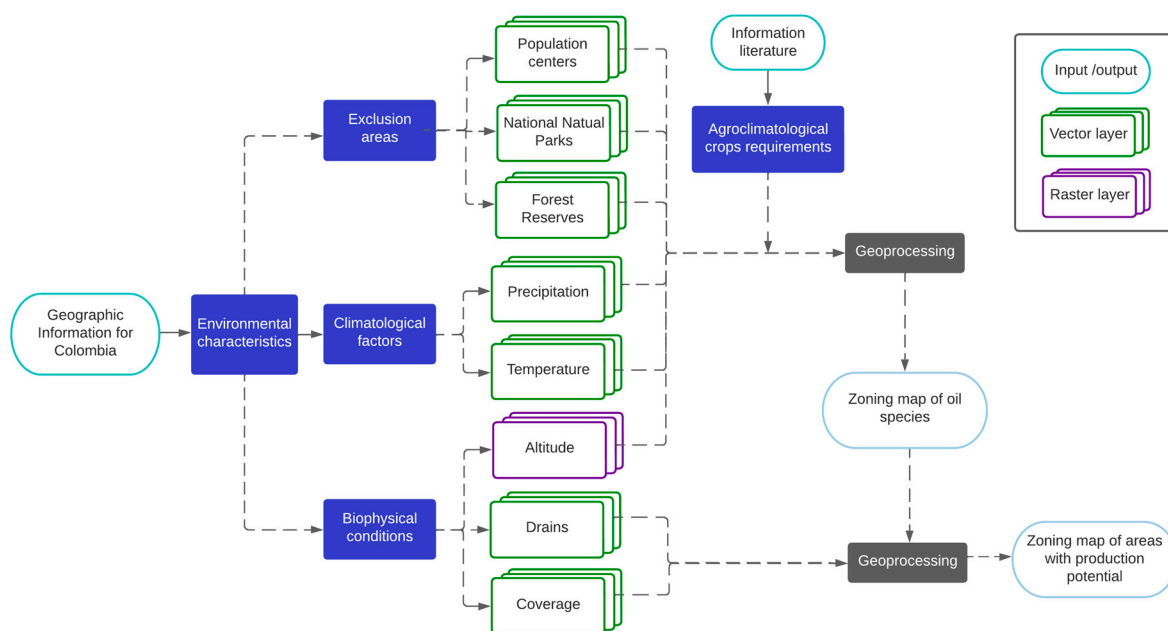 Population
centers
Information
literature
Input /output
Exclusion
areas
National Natual
Parks
Agroclimatological
crops requirements
Vector layer
Forest
Reserves
Raster layer
Geoprocessing
Precipitation
Geographic
Information for
Colombia
Environmental
characteristics
Climatological
factors
Temperature
Zoning map of oil
species
Altitude
Biophysical
conditions
Drains
Geoprocessing
Zoning map of areas
with production
potential
Coverage